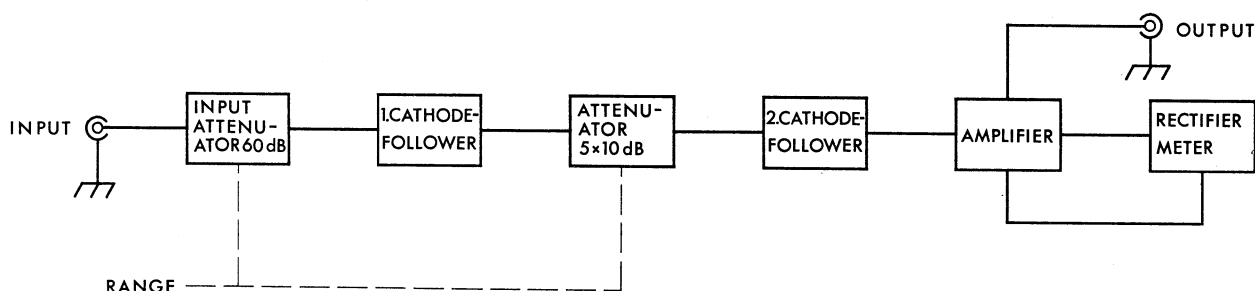 OUTPUT
INPUT
INPUT
ATTENU-
ATOR 60 dB
1.CATHODE-
FOLLOWER
ATTENU-
ATOR
5×10 dB
2.CATHODE-
FOLLOWER
AMPLIFIER
RECTIFIER
METER
RANGE